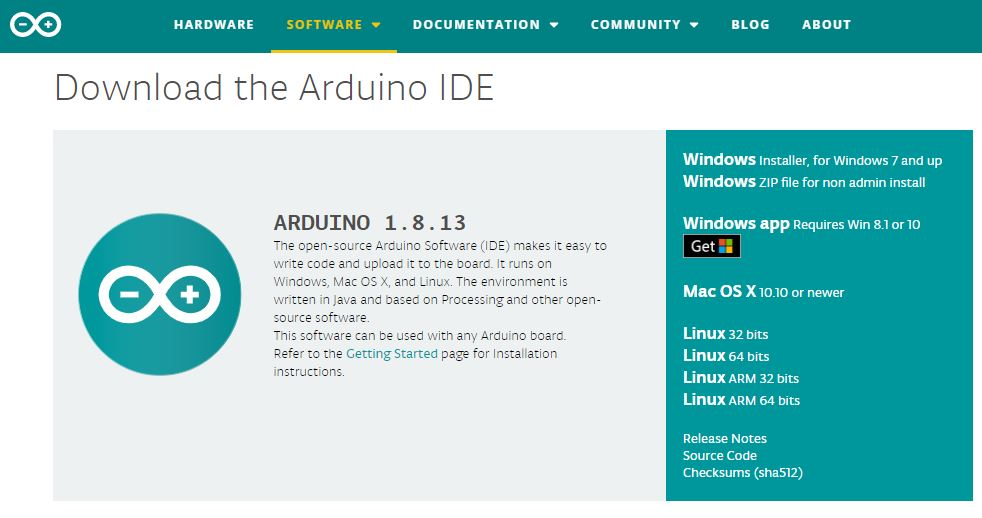 HARDWARE SOFTWARE DOCUMENTATION COMMUNITY BLOG ABOUT
Download the Arduino IDE
ARDUINO 1.8.13
The open-source Arduino Software (IDE) makes it easy to
write code and upload it to the board. It runs on
Windows, Mac OS X, and Linux. The environment is
written in Java and based on Processing and other open-
source software.
This software can be used with any Arduino board.
Refer to the Getting Started page for Installation
instructions.
Windows Installer, for Windows 7 and up
Windows ZIP file for non admin install
Windows app Requires Win 8.1 or 10
Get
Mac OS X 10.10 or newer
Linux 32 bits
Linux 64 bits
Linux ARM 32 bits
Linux ARM 64 bits
Release Notes
Source Code
Checksums (sha512)